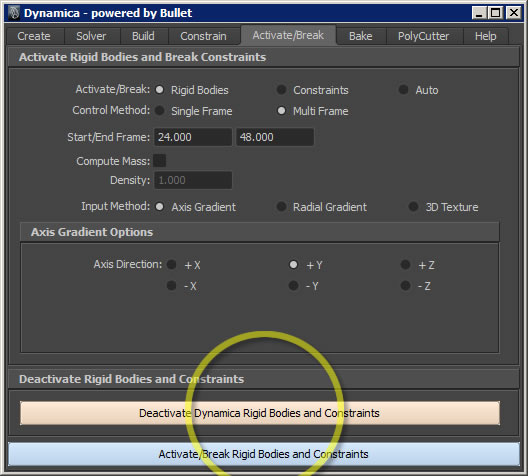 Dynamica - powered by Bullet
Create Solver Build Constrain Activate/Break Bake PolyCutter Help
Activate Rigid Bodies and Break Constraints
Activate/Break: Rigid Bodies Constraints Auto
Control Method: Single Frame Multi Frame
Start/End Frame: 24.000 48.000
Compute Mass:
Density: 1.000
Input Method: Axis Gradient Radial Gradient 3D Texture
Axis Gradient Options
Axis Direction: + X + Y + Z
- X - Y - Z
Deactivate Rigid Bodies and Constraints
Deactivate Dynamica Rigid Bodies and Constraints
Activate/Break Rigid Bodies and Constraints